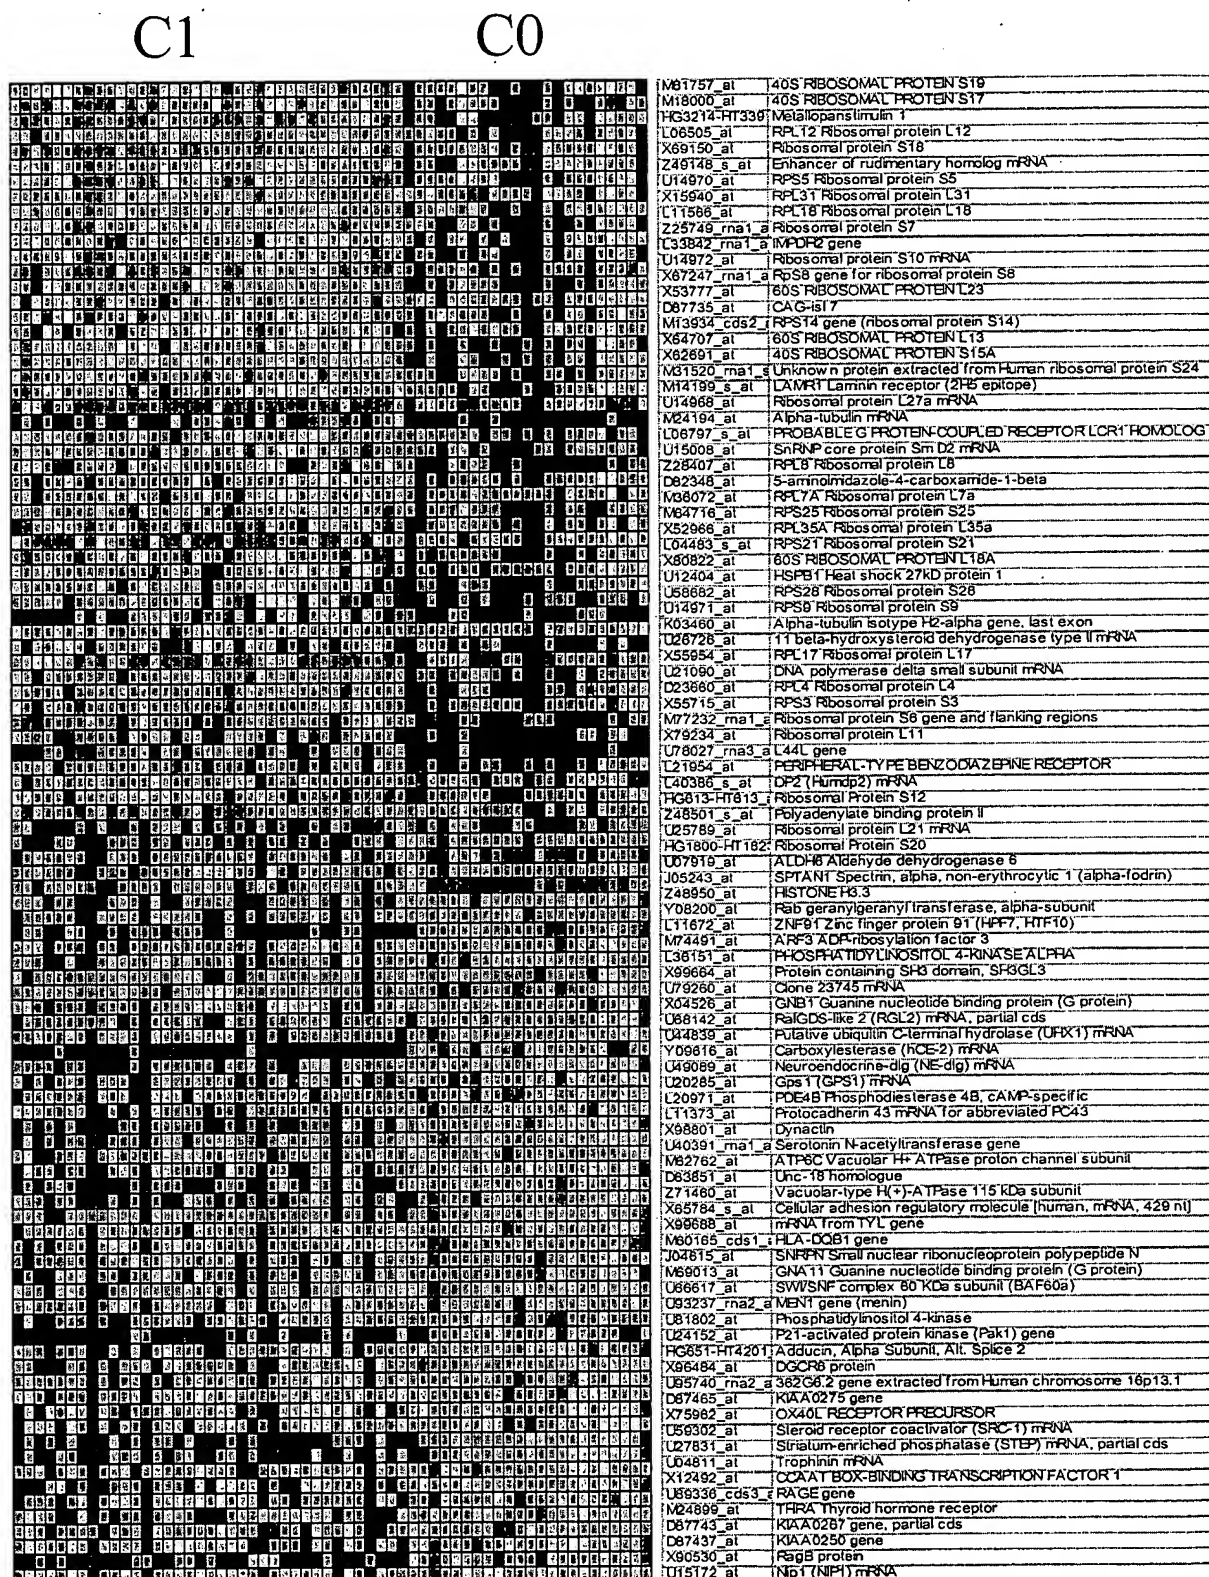 C1 C0
M81757_at 40S RIBOSOMAL PROTEIN S19
M18000_at 40S RIBOSOMAL PROTEIN S17
HG3214-HT339 Metallopanstimulin 1
L06505_at RPL12 Ribosomal protein L12
X69150_at Ribosomal protein S18
Z49148_s_at Enhancer of rudimentary homolog mRNA
U14970_at RPS5 Ribosomal protein S5
X15940_at RPL31 Ribosomal protein L31
L11566_at RPL18 Ribosomal protein L18
Z25749_rna1_a Ribosomal protein S7
L33842_rna1_a IMPDH2 gene
U14972_at Ribosomal protein S10 mRNA
X67247_rna1_a RpS8 gene for ribosomal protein S8
X53777_at 60S RIBOSOMAL PROTEIN L23
D87735_at CAG-isl 7
M13934_cds2_ RPS14 gene (ribosomal protein S14)
X64707_at 60S RIBOSOMAL PROTEIN L13
X62691_at 40S RIBOSOMAL PROTEIN S15A
M31520_rna1_s Unknown protein extracted from Human ribosomal protein S24
M14199_s_at LAMR1 Laminin receptor (2H5 epitope)
U14968_at Ribosomal protein L27a mRNA
M24194_at Alpha-tubulin mRNA
L06797_s_at PROBABLE G PROTEIN-COUPLED RECEPTOR LCR1 HOMOLOG
U15008_at SnRNP core protein Sm D2 mRNA
Z28407_at RPL8 Ribosomal protein L8
D82348_at 5-aminoimidazole-4-carboxamide-1-beta
M36072_at RPL7A Ribosomal protein L7a
M64716_at RPS25 Ribosomal protein S25
X52966_at RPL35A Ribosomal protein L35a
L04483_s_at RPS21 Ribosomal protein S21
X80822_at 60S RIBOSOMAL PROTEIN L18A
U12404_at HSPB1 Heat shock 27kD protein 1
U58682_at RPS28 Ribosomal protein S28
U14971_at RPS9 Ribosomal protein S9
K03460_at Alpha-tubulin isotype H2-alpha gene, last exon
U26726_at 11 beta-hydroxysteroid dehydrogenase type II mRNA
X55954_at RPL17 Ribosomal protein L17
U21090_at DNA polymerase delta small subunit mRNA
D23660_at RPL4 Ribosomal protein L4
X55715_at RPS3 Ribosomal protein S3
M77232_rna1_a Ribosomal protein S6 gene and flanking regions
X79234_at Ribosomal protein L11
U78027_rna3_a L44L gene
L21954_at PERIPHERAL-TYPE BENZODIAZEPINE RECEPTOR
L40386_s_at DP2 (Humdp2) mRNA
HG613-HT613_ Ribosomal Protein S12
Z48501_s_at Polyadenylate binding protein II
U25789_at Ribosomal protein L21 mRNA
HG1800-HT182 Ribosomal Protein S20
U07919_at ALDH6 Aldehyde dehydrogenase 6
J05243_at SPTAN1 Spectrin, alpha, non-erythrocytic 1 (alpha-fodrin)
Z48950_at HISTONE H3.3
Y08200_at Rab geranylgeranyl transferase, alpha-subunit
L11672_at ZNF91 Zinc finger protein 91 (HPF7, HTF10)
M74491_at ARF3 ADP-ribosylation factor 3
L36151_at PHOSPHATIDYLINOSITOL 4-KINASE ALPHA
X99664_at Protein containing SH3 domain, SH3GL3
U79260_at Clone 23745 mRNA
X04526_at GNB1 Guanine nucleotide binding protein (G protein)
U68142_at RalGDS-like 2 (RGL2) mRNA, partial cds
U44839_at Putative ubiquitin C-terminal hydrolase (UHX1) mRNA
Y09616_at Carboxylesterase (hCE-2) mRNA
U49089_at Neuroendocrine-dlg (NE-dlg) mRNA
U20285_at Gps1 (GPS1) mRNA
L20971_at PDE4B Phosphodiesterase 4B, cAMP-specific
L11373_at Protocadherin 43 mRNA for abbreviated PC43
X98801_at Dynactin
U40391_rna1_a Serotonin N-acetyltransferase gene
M62762_at ATP6C Vacuolar H+ ATPase proton channel subunit
D63851_at Unc-18 homologue
Z71460_at Vacuolar-type H(+)-ATPase 115 kDa subunit
X65784_s_at Cellular adhesion regulatory molecule [human, mRNA, 429 nt]
X99688_at mRNA from TYL gene
M60165_cds1_ HLA-DQB1 gene
J04615_at SNRPN Small nuclear ribonucleoprotein polypeptide N
M69013_at GNA11 Guanine nucleotide binding protein (G protein)
U66617_at SWI/SNF complex 60 KDa subunit (BAF60a)
U93237_rna2_a MEN1 gene (menin)
U81802_at Phosphatidylinositol 4-kinase
U24152_at P21-activated protein kinase (Pak1) gene
HG651-HT4201 Adducin, Alpha Subunit, Alt. Splice 2
X96484_at DGCR6 protein
U95740_rna2_a 362G6.2 gene extracted from Human chromosome 16p13.1
D87465_at KIAA0275 gene
X75962_at OX40L RECEPTOR PRECURSOR
U59302_at Steroid receptor coactivator (SRC-1) mRNA
U27831_at Striatum-enriched phosphatase (STEP) mRNA, partial cds
U04811_at Trophinin mRNA
X12492_at CCAAT BOX-BINDING TRANSCRIPTION FACTOR 1
U89336_cds3_ RAGE gene
M24899_at THRA Thyroid hormone receptor
D87743_at KIAA0267 gene, partial cds
D87437_at KIAA0250 gene
X90530_at RagB protein
U15172_at Nip1 (NIP1) mRNA